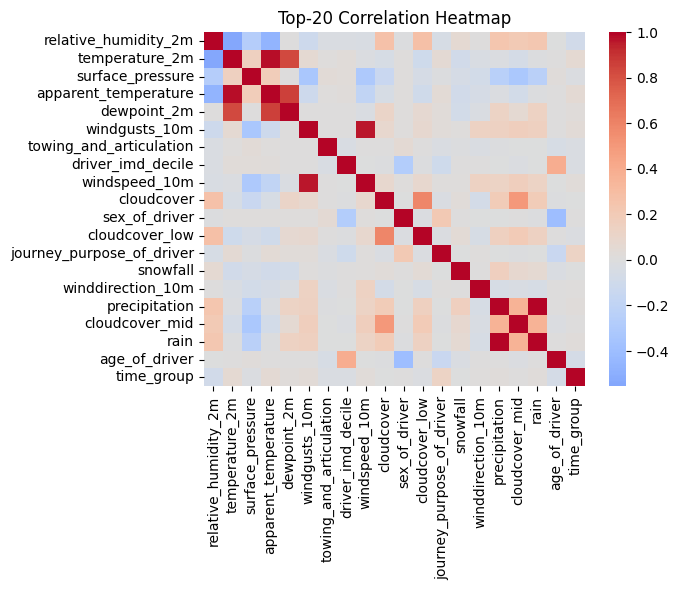 Top-20 Correlation Heatmap
relative_humidity_2m
temperature_2m
surface_pressure
apparent_temperature
dewpoint_2m
windgusts_10m
towing_and_articulation
driver_imd_decile
windspeed_10m
cloudcover
sex_of_driver
cloudcover_low
journey_purpose_of_driver
snowfall
winddirection_10m
precipitation
cloudcover_mid
rain
age_of_driver
time_group
relative_humidity_2m
temperature_2m
surface_pressure
apparent_temperature
dewpoint_2m
windgusts_10m
towing_and_articulation
driver_imd_decile
windspeed_10m
cloudcover
sex_of_driver
cloudcover_low
journey_purpose_of_driver
snowfall
winddirection_10m
precipitation
cloudcover_mid
rain
age_of_driver
time_group
1.0
0.8
0.6
0.4
0.2
0.0
−0.2
−0.4